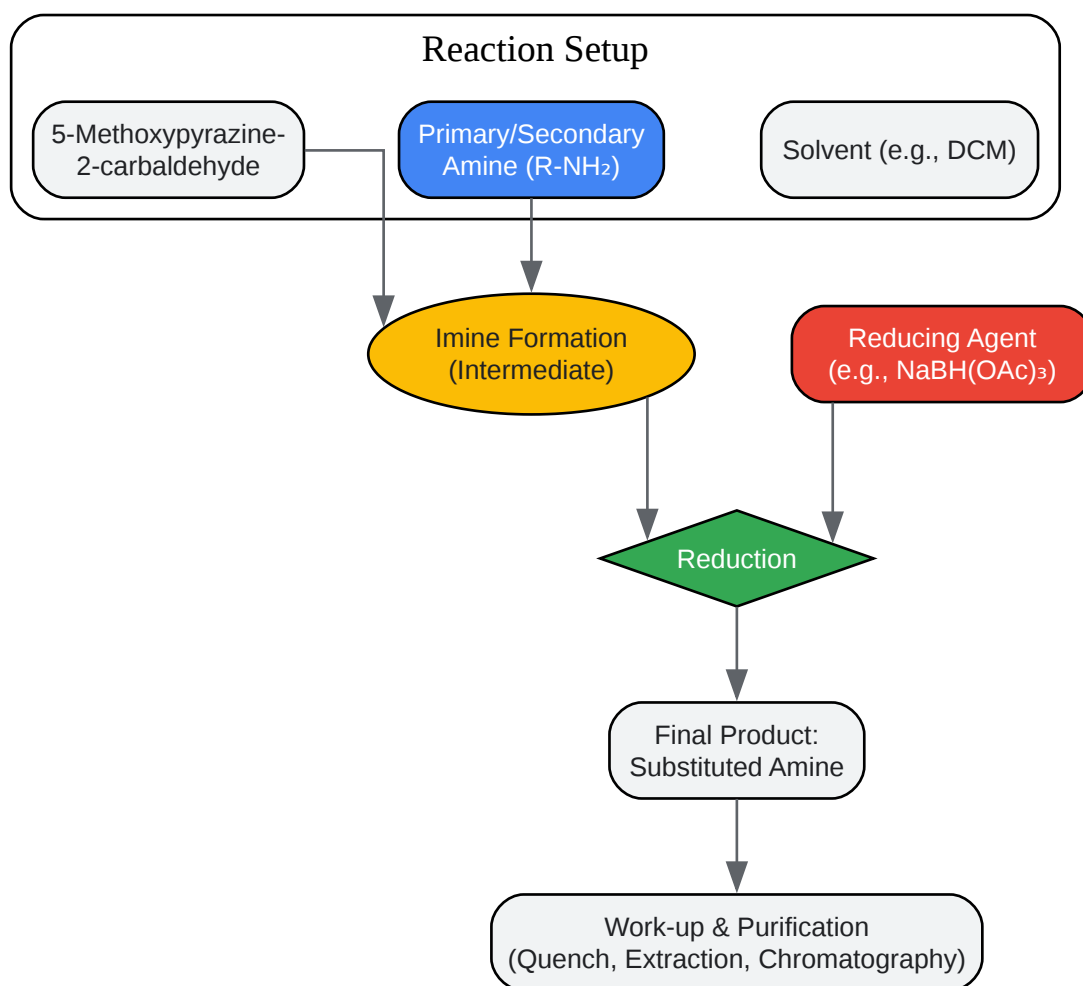 Reaction Setup
5-Methoxypyrazine-
2-carbaldehyde
Primary/Secondary
Amine (R-NH₂)
Solvent (e.g., DCM)
Imine Formation
(Intermediate)
Reducing Agent
(e.g., NaBH(OAc)₃)
Reduction
Final Product:
Substituted Amine
Work-up & Purification
(Quench, Extraction, Chromatography)